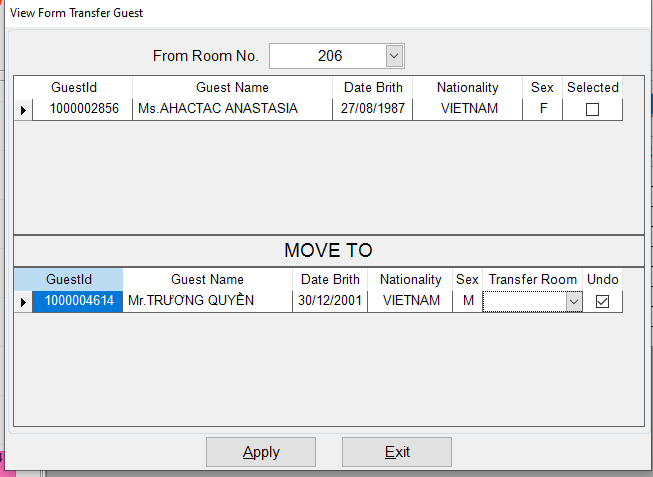 View Form Transfer Guest
From Room No. 206
GuestId Guest Name Date Brith Nationality Sex Selected
1000002856 Ms.AHACTAC ANASTASIA 27/08/1987 VIETNAM F
MOVE TO
GuestId Guest Name Date Brith Nationality Sex Transfer Room Undo
1000004614 Mr.TRƯƠNG QUYỀN 30/12/2001 VIETNAM M
Apply Exit